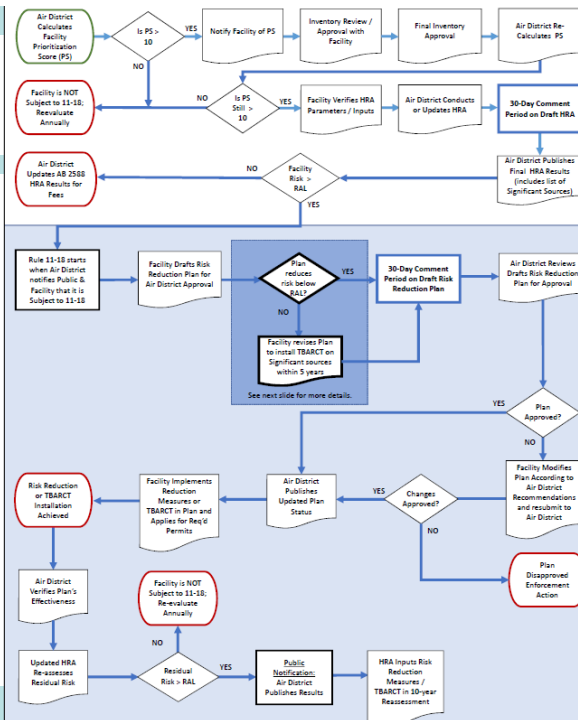 Air District
Calculates
Facility
Prioritization
Score (PS)
Is PS >
10
YES
NO
Notify Facility of PS
Inventory Review /
Approval with
Facility
Final Inventory
Approval
Air District Re-
Calculates PS
Facility is NOT
Subject to 11-18;
Reevaluate
Annually
NO
Is PS
Still >
10
YES
Facility Verifies HRA
Parameters / Inputs
Air District Conducts
or Updates HRA
30-Day Comment
Period on Draft HRA
Air District
Updates AB 2588
HRA Results for
Fees
NO
Facility
Risk >
RAL
YES
Air District Publishes
Final HRA Results
(includes list of
Significant Sources)
Rule 11-18 starts
when Air District
notifies Public &
Facility that it is
Subject to 11-18
Facility Drafts Risk
Reduction Plan for
Air District Approval
Plan
reduces
risk below
RAL?
YES
NO
30-Day Comment
Period on Draft Risk
Reduction Plan
Air District Reviews
Drafts Risk Reduction
Plan for Approval
Facility revises Plan
to install TBARCT on
Significant sources
within 5 years
See next slide for more details.
YES
Plan
Approved?
NO
Risk Reduction
or TBARCT
Installation
Achieved
Facility Implements
Reduction
Measures or
TBARCT in Plan and
Applies for Req'd
Permits
Air District
Publishes
Updated Plan
Status
YES
Changes
Approved?
NO
Facility Modifies
Plan According to
Air District
Recommendations
and resubmit to
Air District
Plan
Disapproved
Enforcement
Action
Air District
Verifies Plan's
Effectiveness
Facility is NOT
Subject to 11-18;
Re-evaluate
Annually
NO
Updated HRA
Re-assesses
Residual Risk
Residual
Risk > RAL
YES
Public
Notification:
Air District
Publishes Results
HRA Inputs Risk
Reduction
Measures /
TBARCT in 10-year
Reassessment